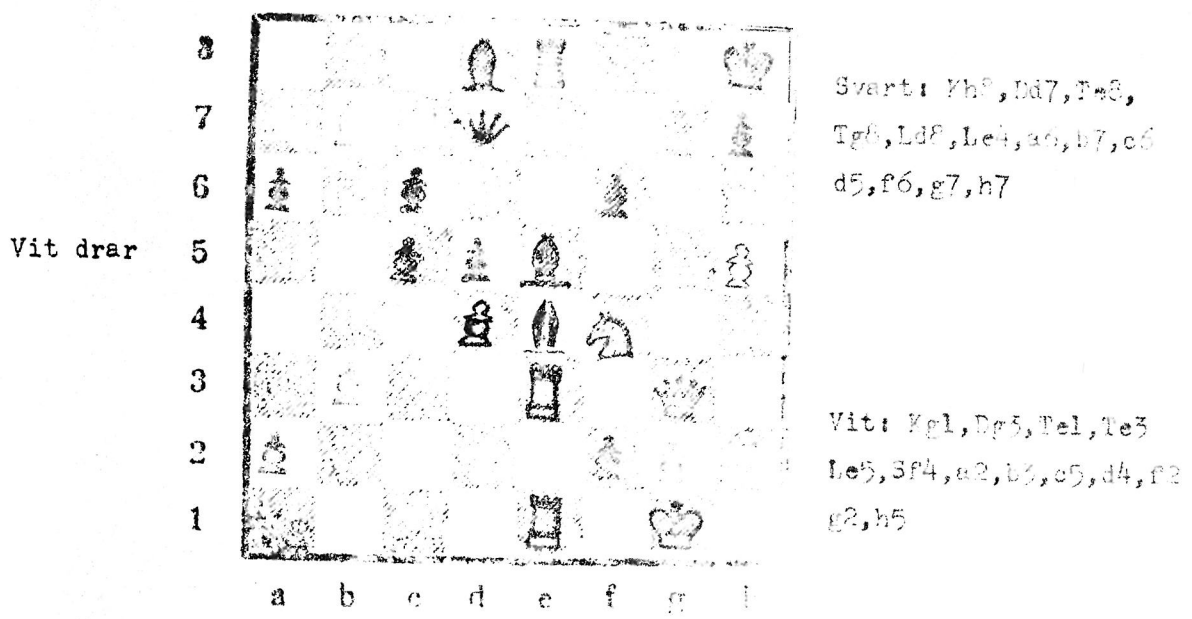 8
7
6
5
4
3
2
1
a b c d e f g
Vit drar
Svart: Kh8,Dd7,Te8,
Tg8,Ld8,Le4,a6,b7,c6
d5,f6,g7,h7
Vit: Kg1,Dg3,Te1,Te3
Le5,Sf4,a2,b3,c5,d4,f2
g2,h5